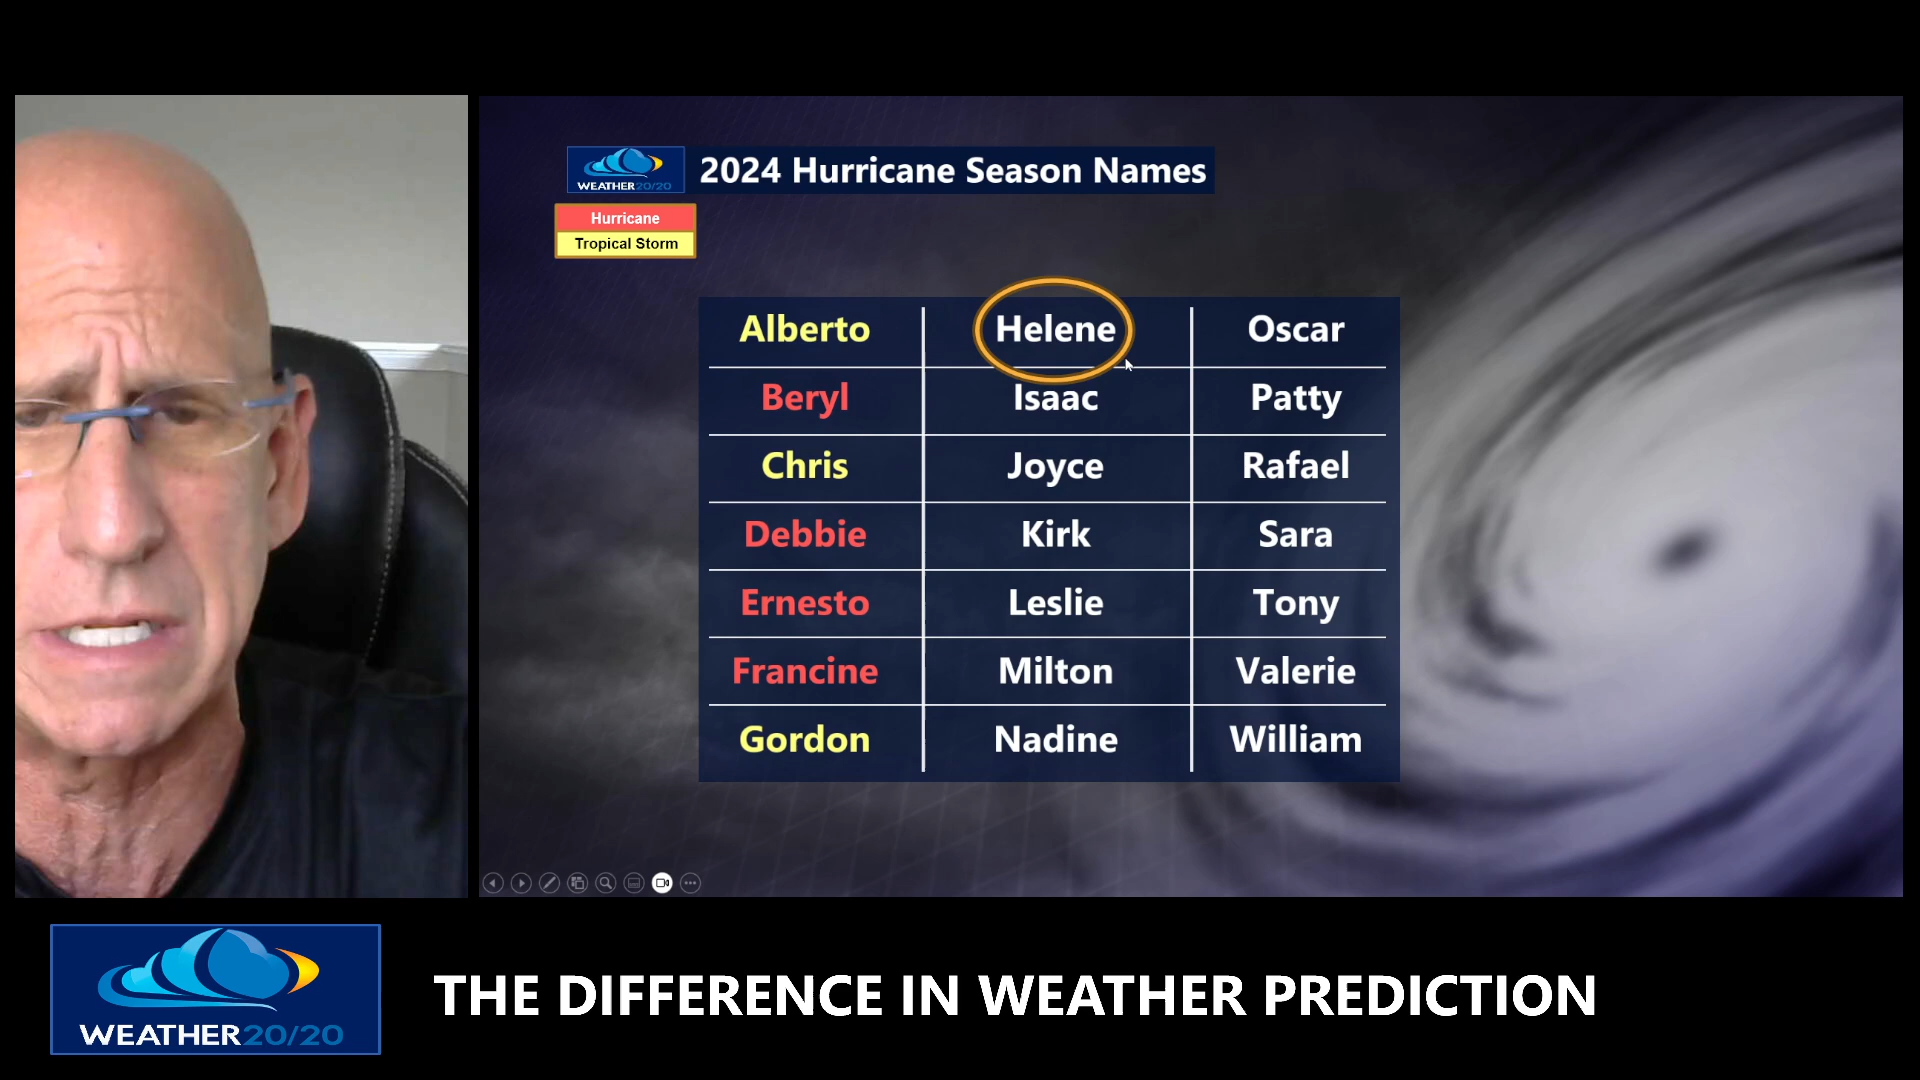 WEATHER20/20
2024 Hurricane Season Names
Hurricane
Tropical Storm
Alberto Helene Oscar
Beryl Isaac Patty
Chris Joyce Rafael
Debbie Kirk Sara
Ernesto Leslie Tony
Francine Milton Valerie
Gordon Nadine William
WEATHER20/20
THE DIFFERENCE IN WEATHER PREDICTION